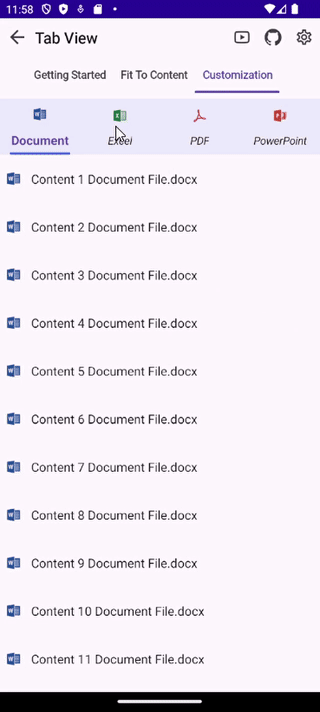 11:58
Tab View
Getting Started Fit To Content Customization
Document Excel PDF PowerPoint
Content 1 Document File.docx
Content 2 Document File.docx
Content 3 Document File.docx
Content 4 Document File.docx
Content 5 Document File.docx
Content 6 Document File.docx
Content 7 Document File.docx
Content 8 Document File.docx
Content 9 Document File.docx
Content 10 Document File.docx
Content 11 Document File.docx